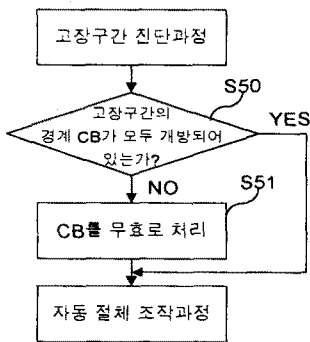 고장구간 진단과정
S50
고장구간의
경계 CB가 모두 개방되어
있는가?
YES
NO
S51
CB를 무효로 처리
자동 절체 조작과정